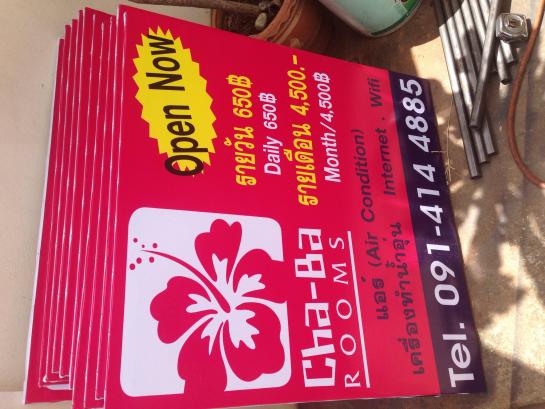 Open Now
รายวัน 650฿
Daily 650฿
รายเดือน 4,500.-
Month/4,500฿
Cha-Ba
ROOMS
แอร์ (Air Condition)
เครื่องทำน้ำอุ่น Internet . Wifi
Tel. 091-414 4885